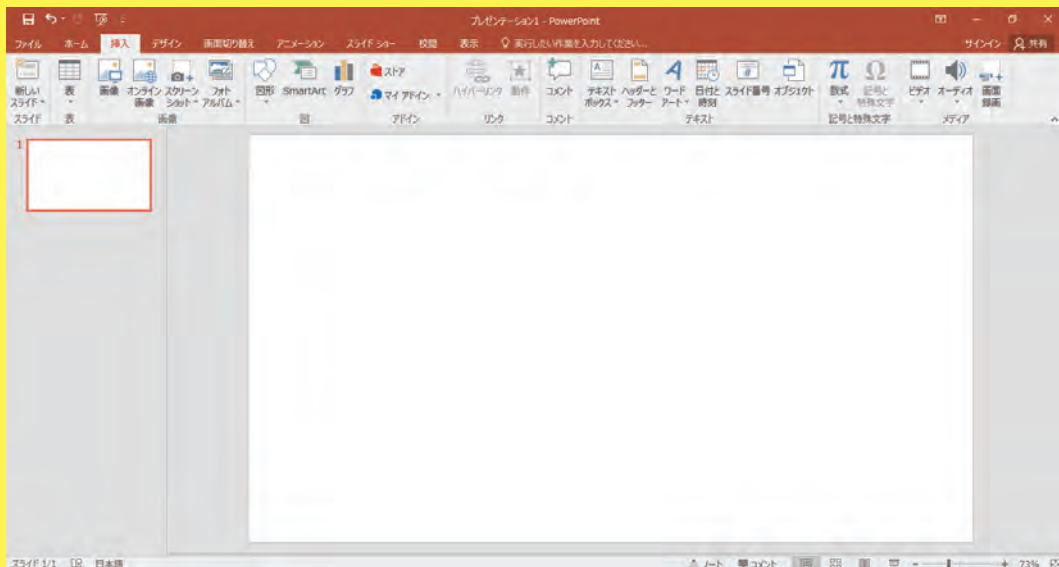 プレゼンテーション1 - PowerPoint
ファイル ホーム 挿入 デザイン 画面切り替え アニメーション スライド ショー 校閲 表示 実行したい作業を入力してください... サインイン 共有
新しい スライド 表 画像 オンライン 画像 スクリーン ショット フォト アルバム 図形 SmartArt グラフ ストア マイ アドイン ハイパーリンク 動作 コメント テキスト ボックス ヘッダーと フッター ワード アート 日付と 時刻 スライド番号 オブジェクト π 数式 Ω 記号と 特殊文字 ビデオ オーディオ 画面 録画
スライド 表 画像 図 アドイン リンク コメント テキスト 記号と特殊文字 メディア
1
スライド 1/1 日本語 ノート コメント 73%